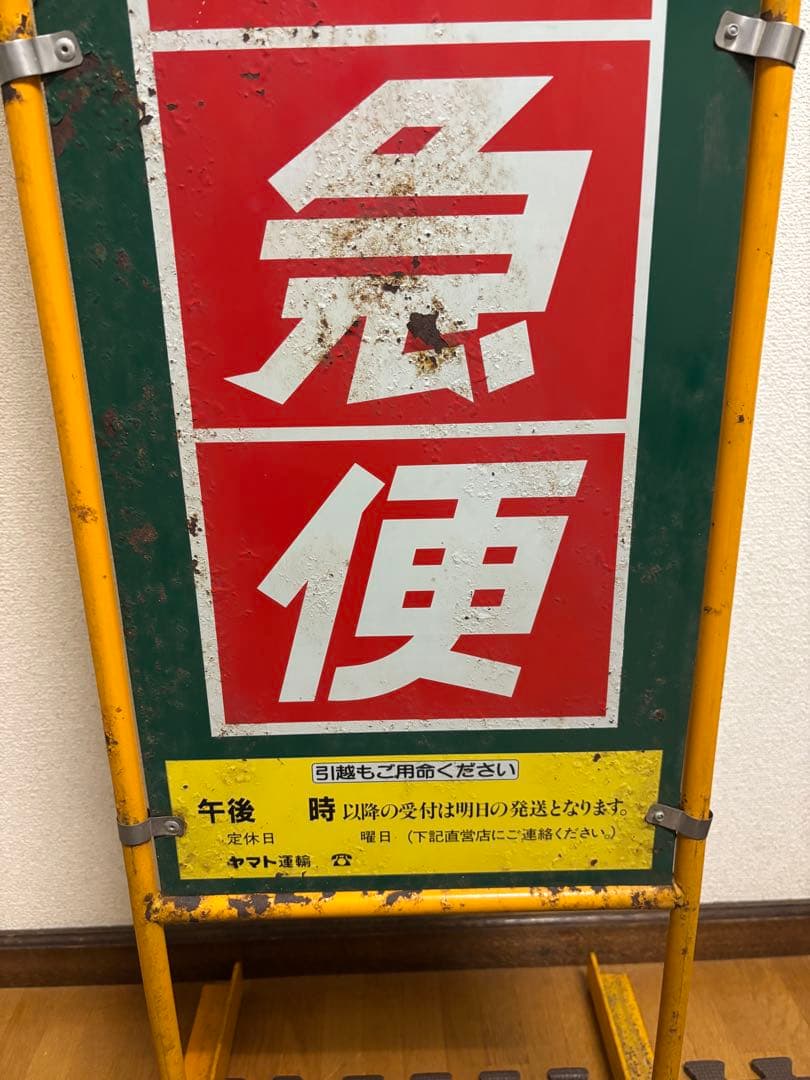 急
便
引越もご用命ください
午後 時以降の受付は明日の発送となります。
定休日 曜日 (下記直営店にご連絡ください。)
ヤマト運輸 ☎